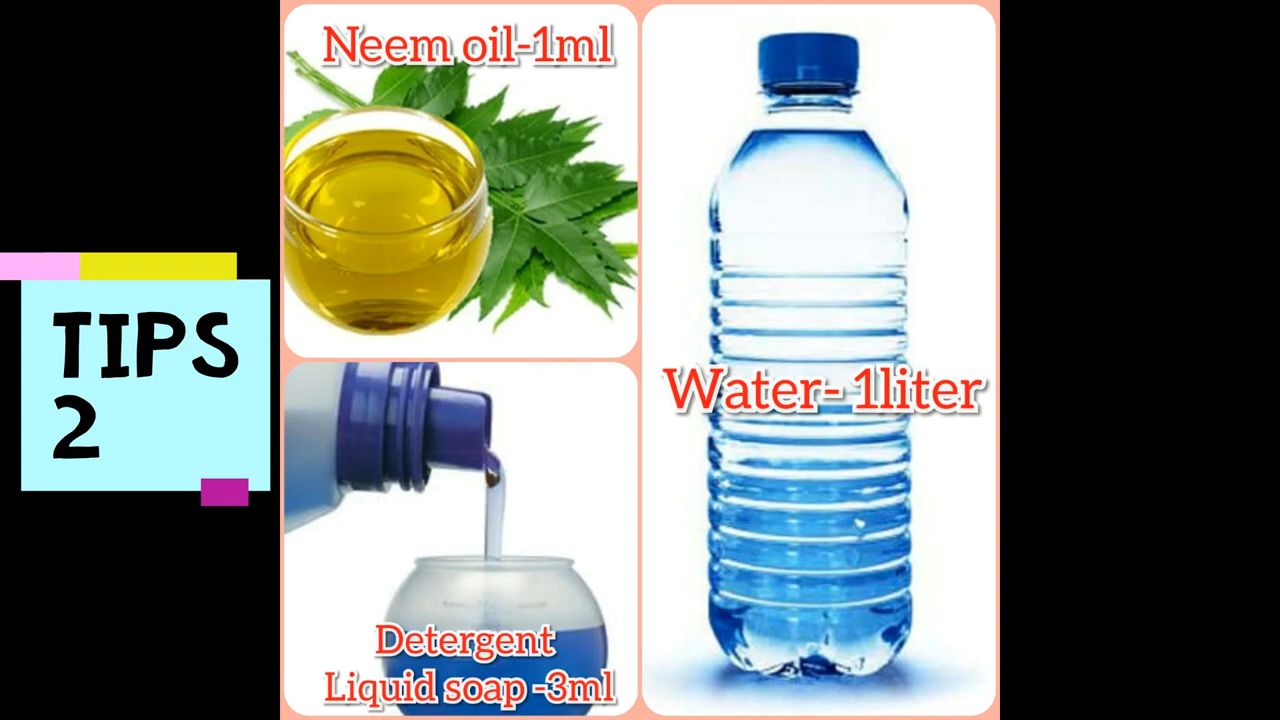 TIPS
2
Neem oil-1ml
Detergent
Liquid soap -3ml
Water- 1liter